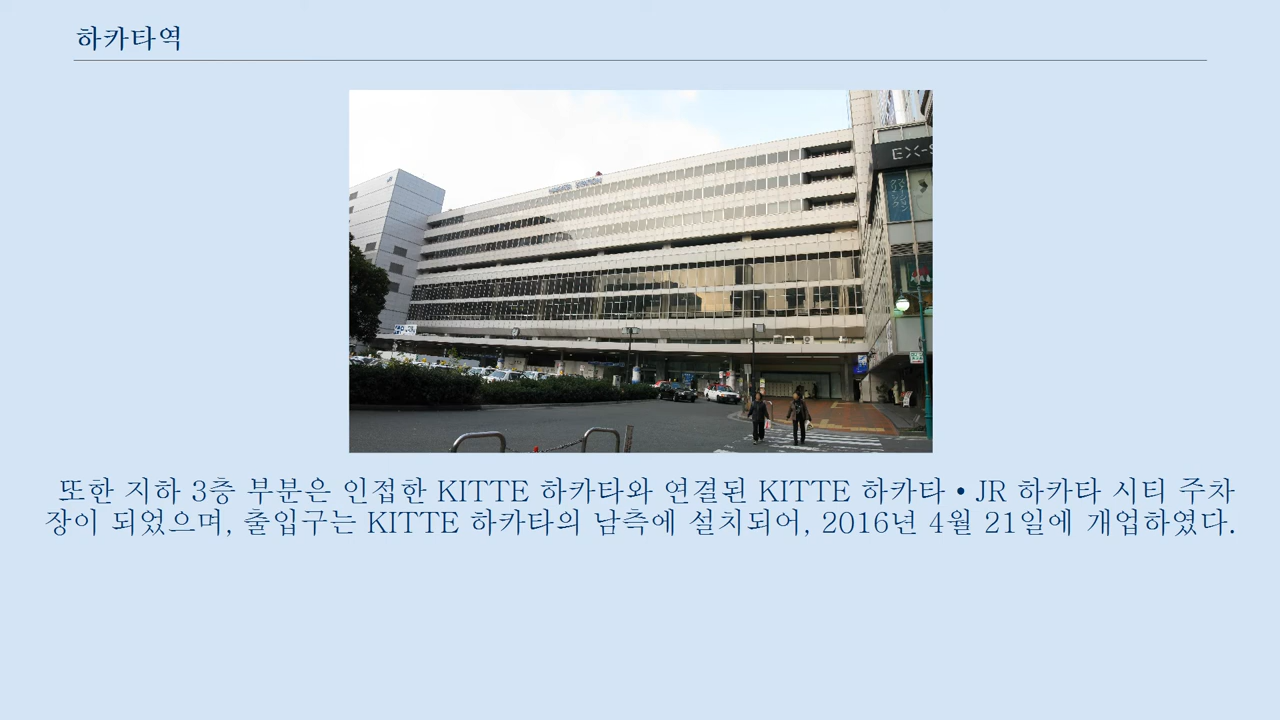 하카타역
HAKATA STATION
EX-S
또한 지하 3층 부분은 인접한 KITTE 하카타와 연결된 KITTE 하카타 • JR 하카타 시티 주차
장이 되었으며, 출입구는 KITTE 하카타의 남측에 설치되어, 2016년 4월 21일에 개업하였다.